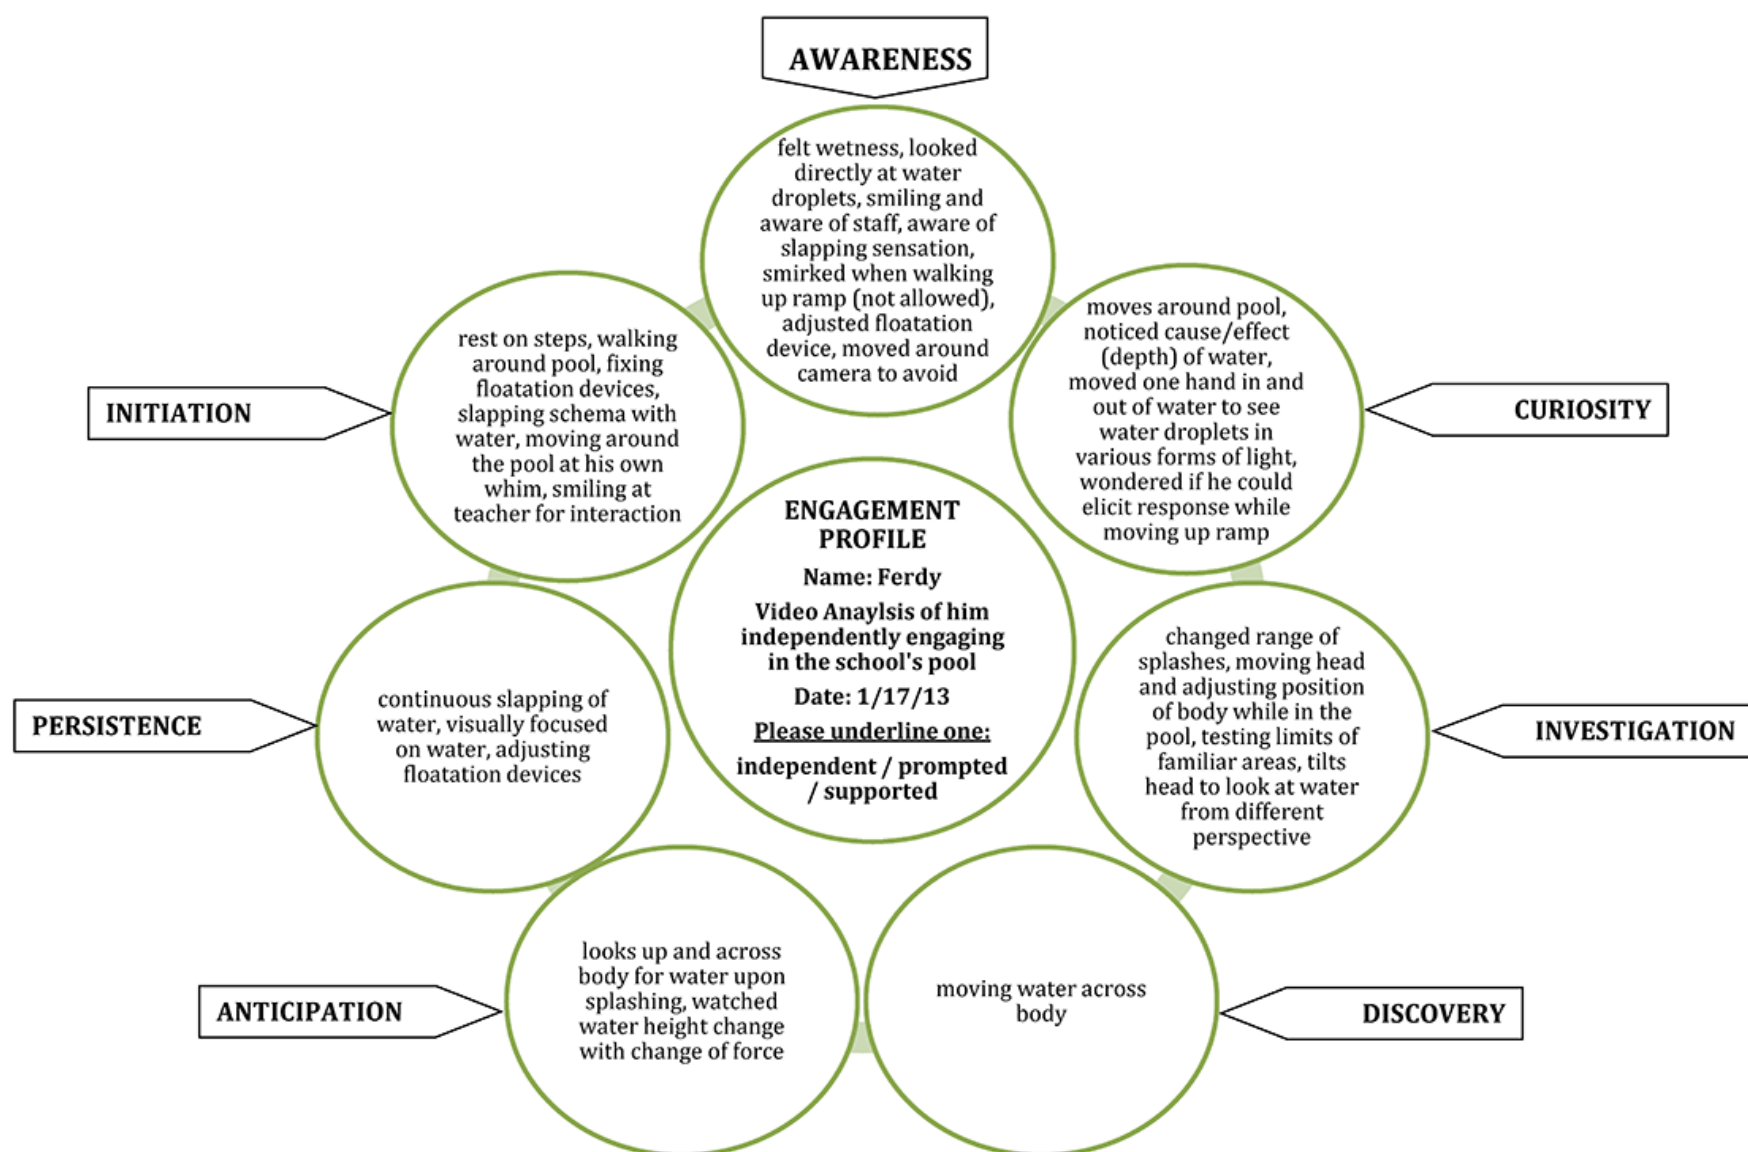 AWARENESS
felt wetness, looked
directly at water
droplets, smiling and
aware of staff, aware of
slapping sensation,
smirked when walking
up ramp (not allowed),
adjusted floatation
device, moved around
camera to avoid
CURIOSITY
moves around pool,
noticed cause/effect
(depth) of water,
moved one hand in and
out of water to see
water droplets in
various forms of light,
wondered if he could
elicit response while
moving up ramp
INVESTIGATION
changed range of
splashes, moving head
and adjusting position
of body while in the
pool, testing limits of
familiar areas, tilts
head to look at water
from different
perspective
DISCOVERY
moving water across
body
ANTICIPATION
looks up and across
body for water upon
splashing, watched
water height change
with change of force
PERSISTENCE
continuous slapping of
water, visually focused
on water, adjusting
floatation devices
INITIATION
rest on steps, walking
around pool, fixing
floatation devices,
slapping schema with
water, moving around
the pool at his own
whim, smiling at
teacher for interaction
ENGAGEMENT
PROFILE
Name: Ferdy
Video Anaylsis of him
independently engaging
in the school's pool
Date: 1/17/13
Please underline one:
independent / prompted
/ supported